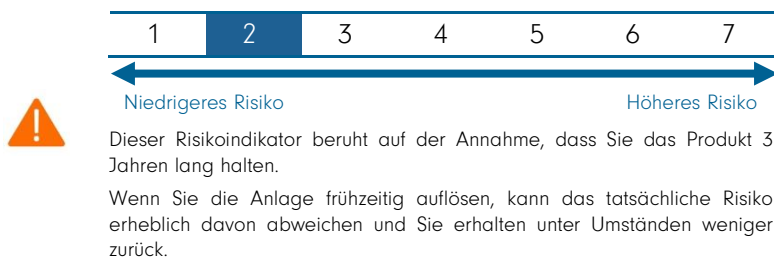 1 2 3 4 5 6 7
Niedrigeres Risiko Höheres Risiko
Dieser Risikoindikator beruht auf der Annahme, dass Sie das Produkt 3
Jahren lang halten.
Wenn Sie die Anlage frühzeitig auflösen, kann das tatsächliche Risiko
erheblich davon abweichen und Sie erhalten unter Umständen weniger
zurück.